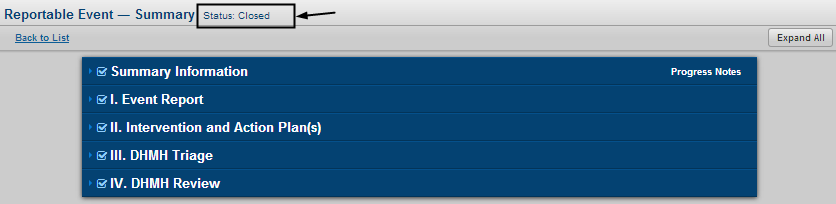 Reportable Event — Summary Status: Closed
Back to List Expand All
Summary Information Progress Notes
I. Event Report
II. Intervention and Action Plan(s)
III. DHMH Triage
IV. DHMH Review